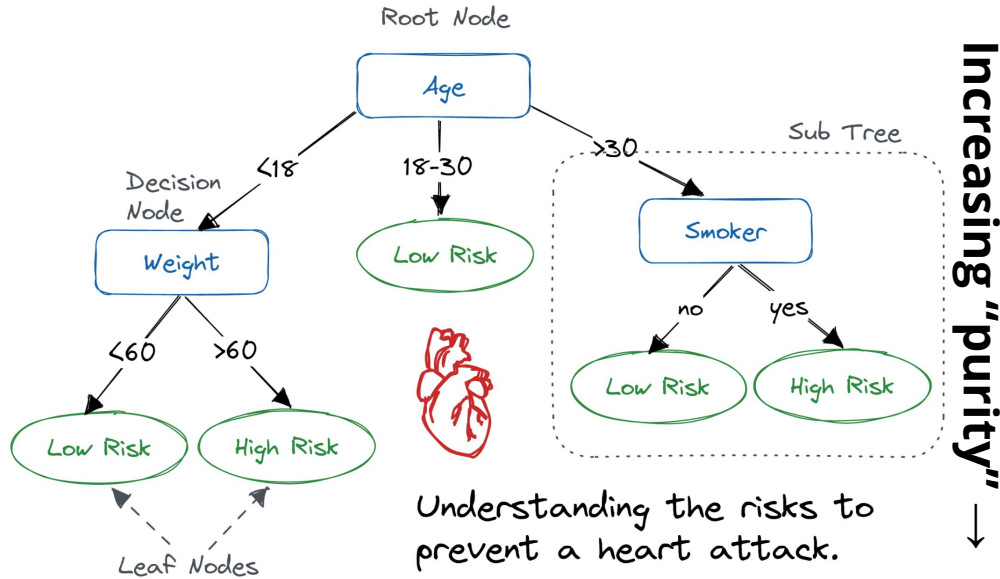 Root Node
Age
Sub Tree
<18
18-30
>30
Decision
Node
Weight
Low Risk
Smoker
<60
>60
no
yes
Low Risk
High Risk
Low Risk
High Risk
Leaf Nodes
Understanding the risks to
prevent a heart attack.
Increasing “purity” →